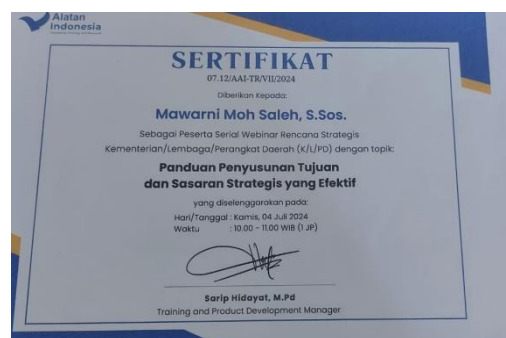 Alatan
Indonesia
SERTIFIKAT
07.12/AAI-TR/VII/2024
Diberikan Kepada:
Mawarni Moh Saleh, S.Sos.
Sebagai Peserta Serial Webinar Rencana Strategis
Kementerian/Lembaga/Perangkat Daerah (K/L/PD) dengan topik:
Panduan Penyusunan Tujuan
dan Sasaran Strategis yang Efektif
yang diselenggarakan pada:
Hari/Tanggal : Kamis, 04 Juli 2024
Waktu : 10.00 - 11.00 WIB (1 JP)
Sarip Hidayat, M.Pd
Training and Product Development Manager